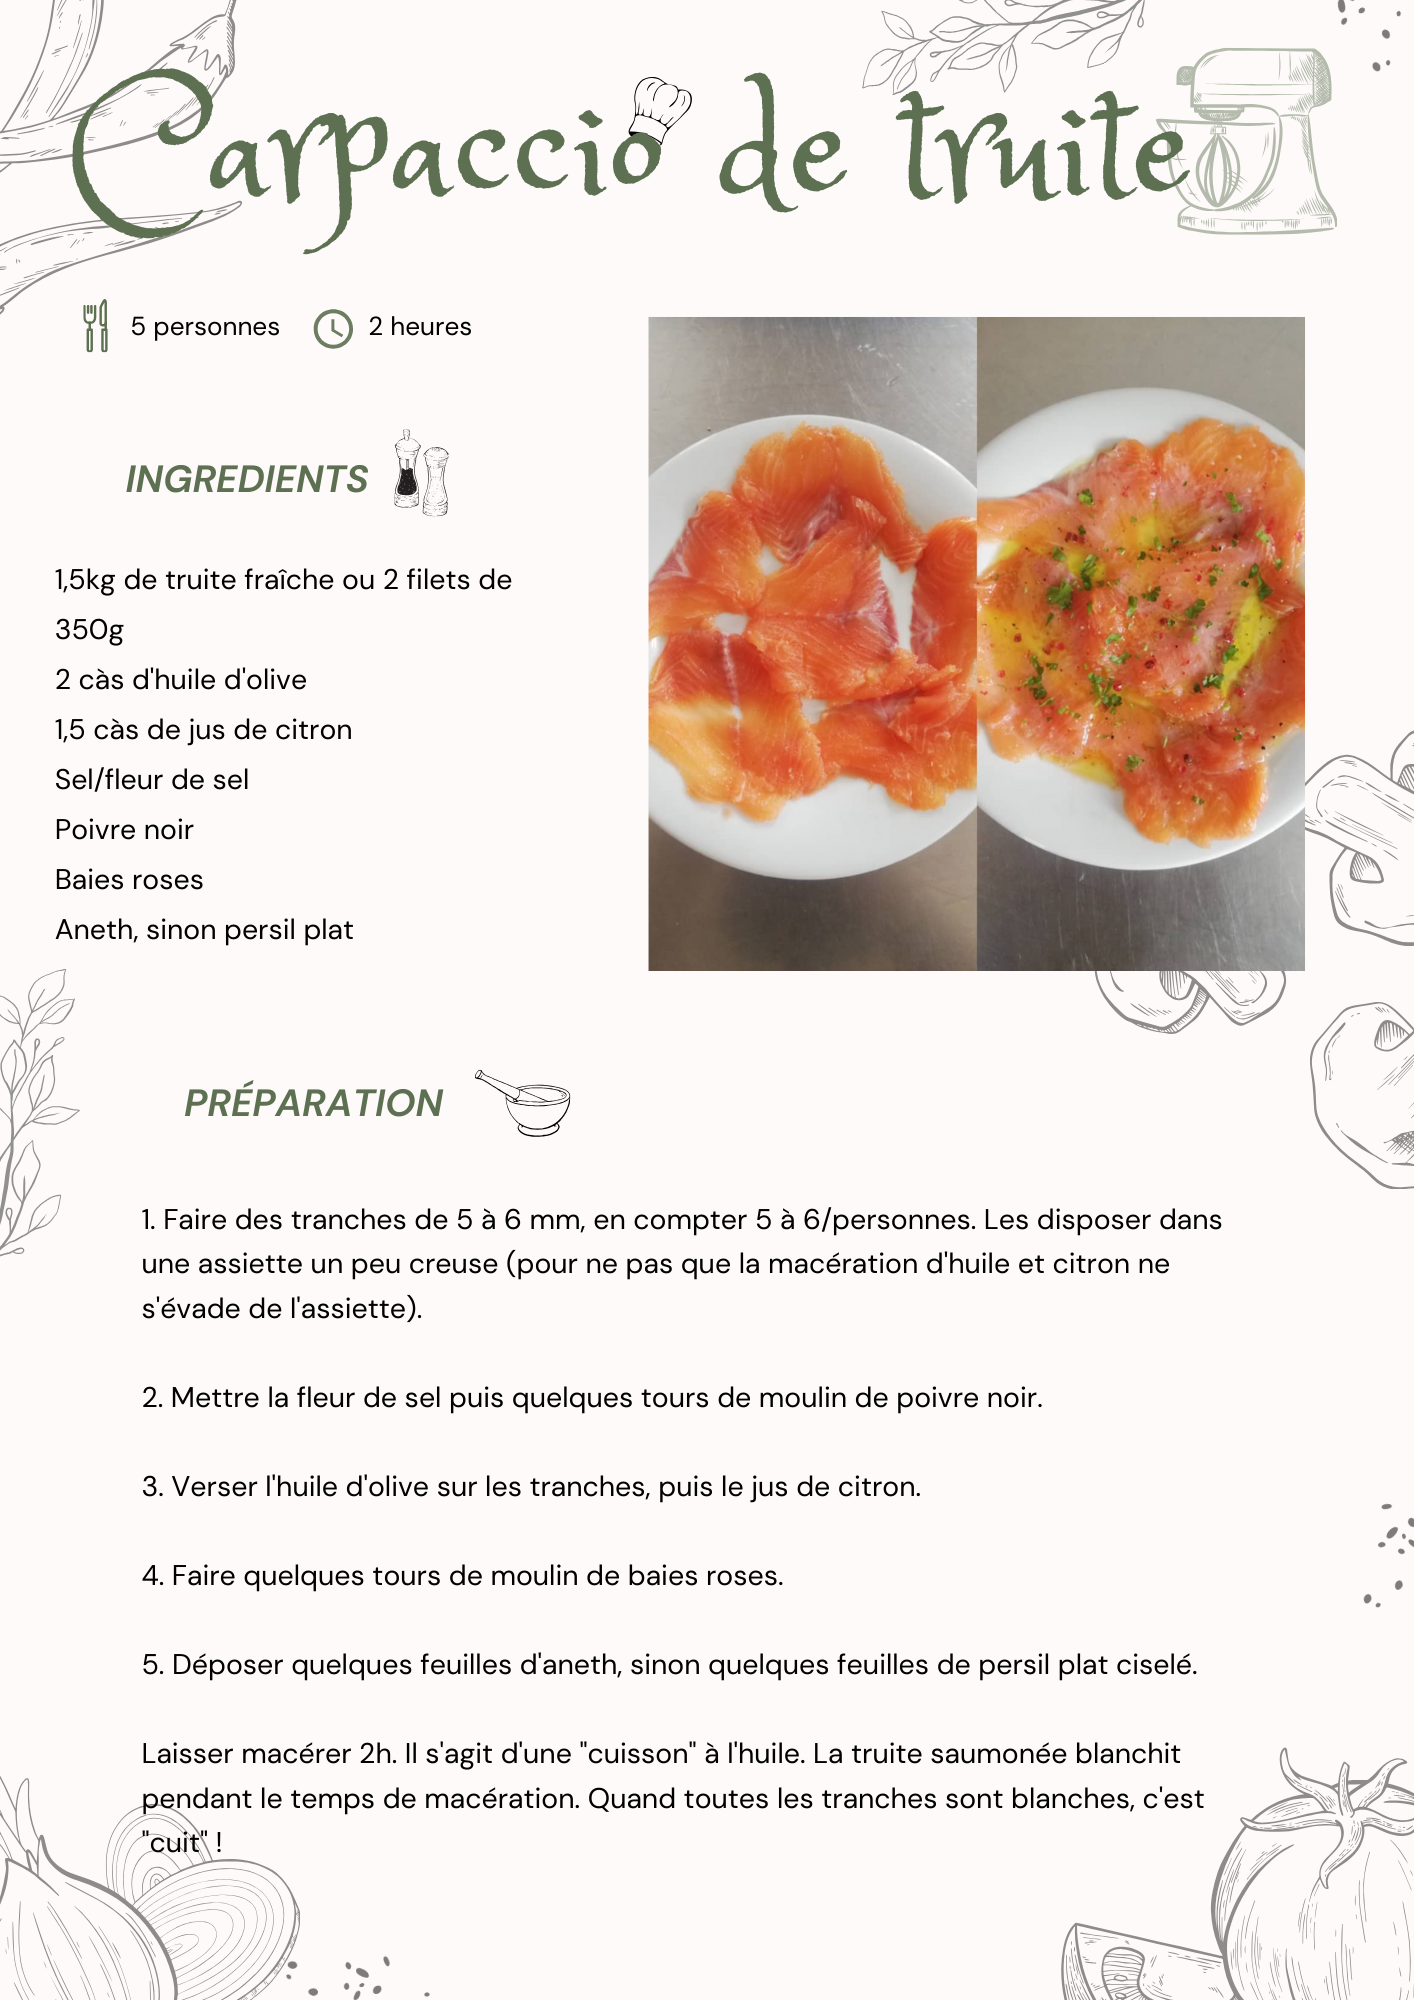 Carpaccio de truite
5 personnes
2 heures
INGREDIENTS
1,5kg de truite fraîche ou 2 filets de
350g
2 càs d'huile d'olive
1,5 càs de jus de citron
Sel/fleur de sel
Poivre noir
Baies roses
Aneth, sinon persil plat
PRÉPARATION
1. Faire des tranches de 5 à 6 mm, en compter 5 à 6/personnes. Les disposer dans
une assiette un peu creuse (pour ne pas que la macération d'huile et citron ne
s'évade de l'assiette).
2. Mettre la fleur de sel puis quelques tours de moulin de poivre noir.
3. Verser l'huile d'olive sur les tranches, puis le jus de citron.
4. Faire quelques tours de moulin de baies roses.
5. Déposer quelques feuilles d'aneth, sinon quelques feuilles de persil plat ciselé.
Laisser macérer 2h. Il s'agit d'une "cuisson" à l'huile. La truite saumonée blanchit
pendant le temps de macération. Quand toutes les tranches sont blanches, c'est
"cuit" !